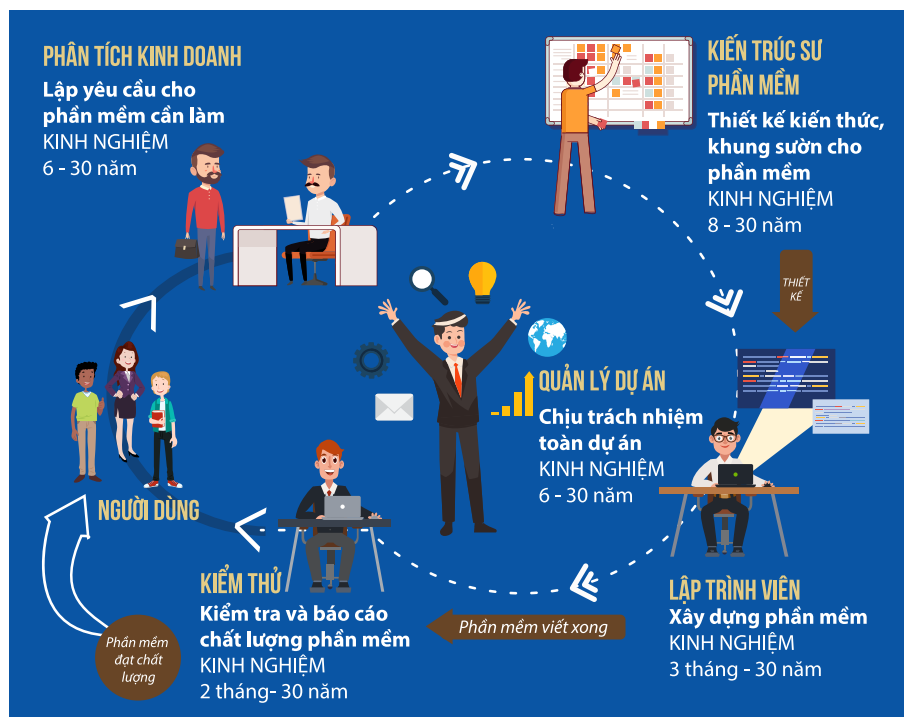 PHÂN TÍCH KINH DOANH
Lập yêu cầu cho
phần mềm cần làm
KINH NGHIỆM
6 - 30 năm
KIẾN TRÚC SƯ
PHẦN MỀM
Thiết kế kiến thức,
khung sườn cho
phần mềm
KINH NGHIỆM
8 - 30 năm
THIẾT
KẾ
QUẢN LÝ DỰ ÁN
Chịu trách nhiệm
toàn dự án
KINH NGHIỆM
6 - 30 năm
LẬP TRÌNH VIÊN
Xây dựng phần mềm
KINH NGHIỆM
3 tháng - 30 năm
Phần mềm viết xong
KIỂM THỬ
Kiểm tra và báo cáo
chất lượng phần mềm
KINH NGHIỆM
2 tháng- 30 năm
Phần mềm
đạt chất
lượng
NGƯỜI DÙNG